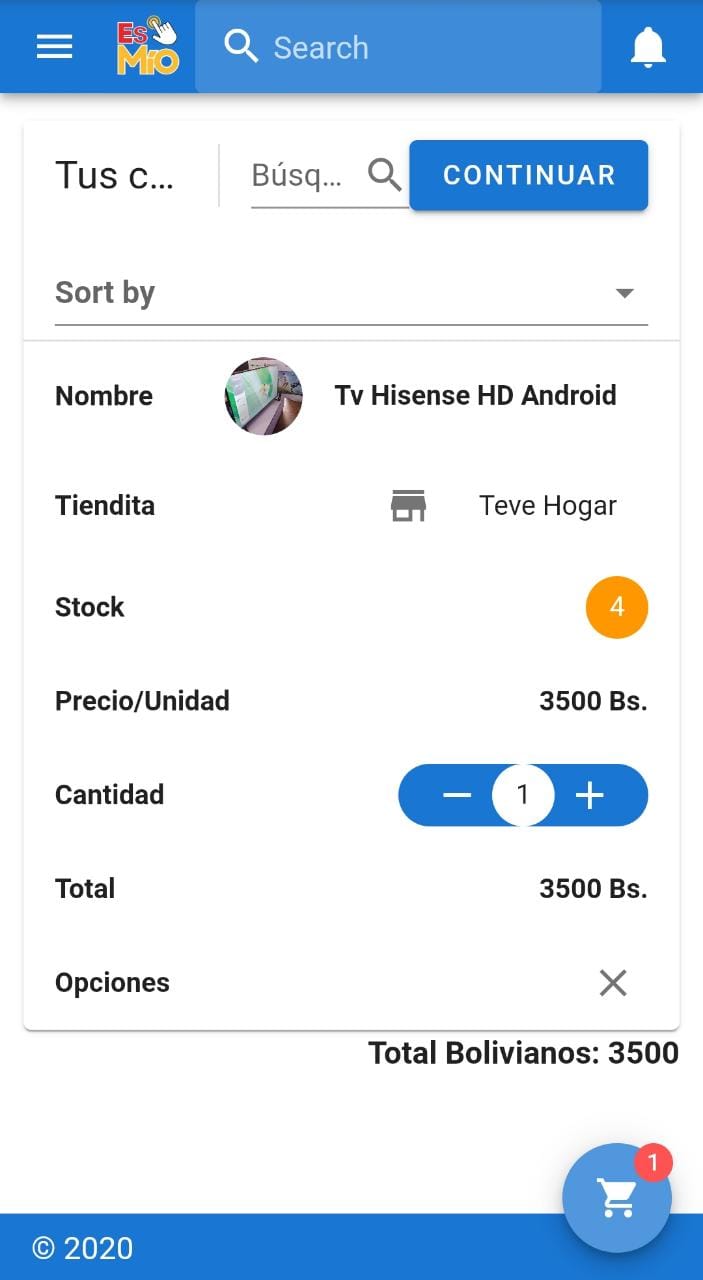 Es
Mío
Search
Tus c...
Búsq...
CONTINUAR
Sort by
Nombre
Tv Hisense HD Android
Tiendita
Teve Hogar
Stock
4
Precio/Unidad
3500 Bs.
Cantidad
1
Total
3500 Bs.
Opciones
Total Bolivianos: 3500
1
© 2020